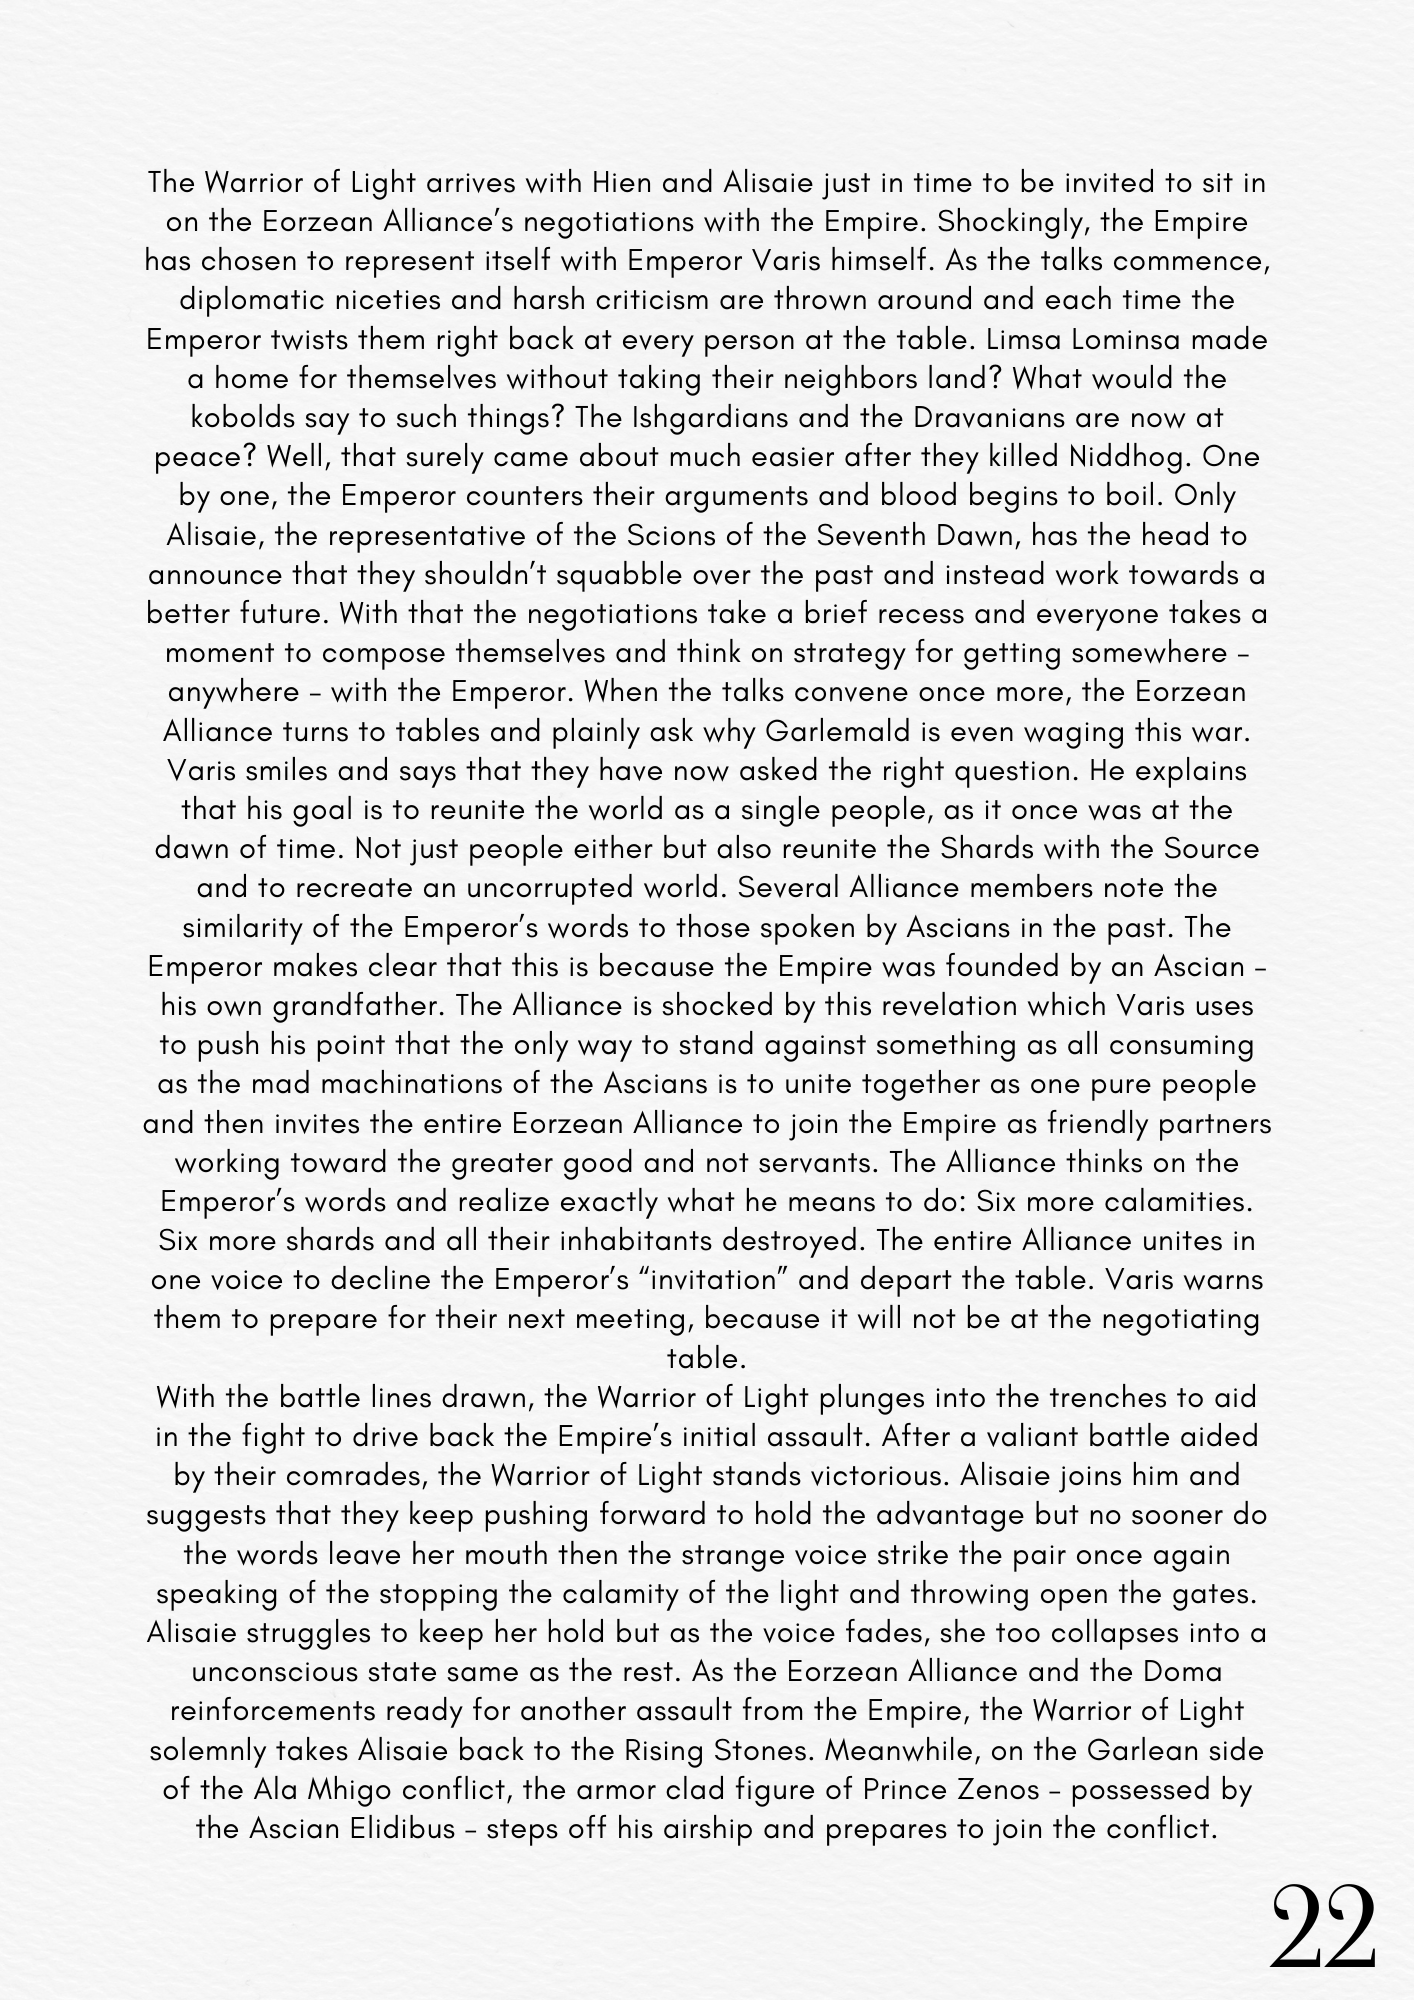 The Warrior of Light arrives with Hien and Alisaie just in time to be invited to sit in
on the Eorzean Alliance’s negotiations with the Empire. Shockingly, the Empire
has chosen to represent itself with Emperor Varis himself. As the talks commence,
diplomatic niceties and harsh criticism are thrown around and each time the
Emperor twists them right back at every person at the table. Limsa Lominsa made
a home for themselves without taking their neighbors land? What would the
kobolds say to such things? The Ishgardians and the Dravanians are now at
peace? Well, that surely came about much easier after they killed Niddhog. One
by one, the Emperor counters their arguments and blood begins to boil. Only
Alisaie, the representative of the Scions of the Seventh Dawn, has the head to
announce that they shouldn’t squabble over the past and instead work towards a
better future. With that the negotiations take a brief recess and everyone takes a
moment to compose themselves and think on strategy for getting somewhere –
anywhere – with the Emperor. When the talks convene once more, the Eorzean
Alliance turns to tables and plainly ask why Garlemald is even waging this war.
Varis smiles and says that they have now asked the right question. He explains
that his goal is to reunite the world as a single people, as it once was at the
dawn of time. Not just people either but also reunite the Shards with the Source
and to recreate an uncorrupted world. Several Alliance members note the
similarity of the Emperor’s words to those spoken by Ascians in the past. The
Emperor makes clear that this is because the Empire was founded by an Ascian –
his own grandfather. The Alliance is shocked by this revelation which Varis uses
to push his point that the only way to stand against something as all consuming
as the mad machinations of the Ascians is to unite together as one pure people
and then invites the entire Eorzean Alliance to join the Empire as friendly partners
working toward the greater good and not servants. The Alliance thinks on the
Emperor’s words and realize exactly what he means to do: Six more calamities.
Six more shards and all their inhabitants destroyed. The entire Alliance unites in
one voice to decline the Emperor’s “invitation” and depart the table. Varis warns
them to prepare for their next meeting, because it will not be at the negotiating
table.
With the battle lines drawn, the Warrior of Light plunges into the trenches to aid
in the fight to drive back the Empire’s initial assault. After a valiant battle aided
by their comrades, the Warrior of Light stands victorious. Alisaie joins him and
suggests that they keep pushing forward to hold the advantage but no sooner do
the words leave her mouth then the strange voice strike the pair once again
speaking of the stopping the calamity of the light and throwing open the gates.
Alisaie struggles to keep her hold but as the voice fades, she too collapses into a
unconscious state same as the rest. As the Eorzean Alliance and the Doma
reinforcements ready for another assault from the Empire, the Warrior of Light
solemnly takes Alisaie back to the Rising Stones. Meanwhile, on the Garlean side
of the Ala Mhigo conflict, the armor clad figure of Prince Zenos – possessed by
the Ascian Elidibus – steps off his airship and prepares to join the conflict.
22